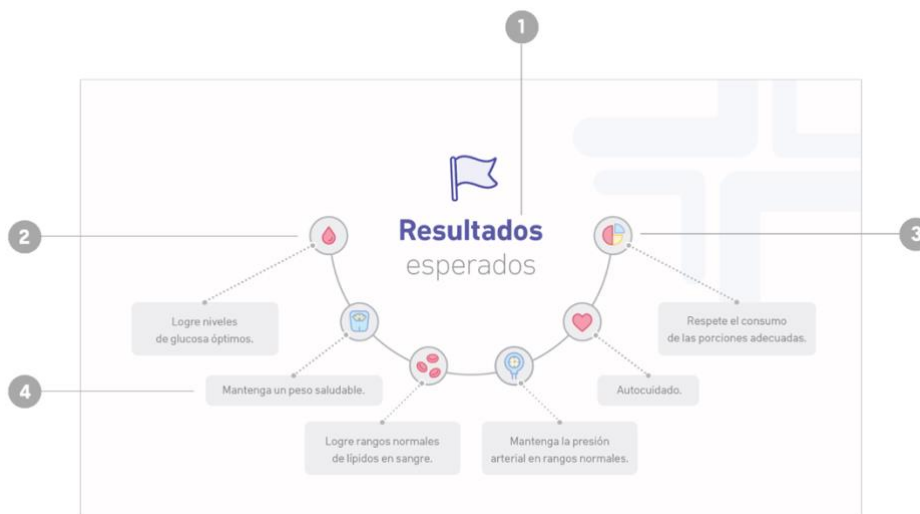 1
Resultados
esperados
2
3
Logre niveles
de glucosa óptimos.
Respete el consumo
de las porciones adecuadas.
4
Mantenga un peso saludable.
Autocuidado.
Logre rangos normales
de lípidos en sangre.
Mantenga la presión
arterial en rangos normales.